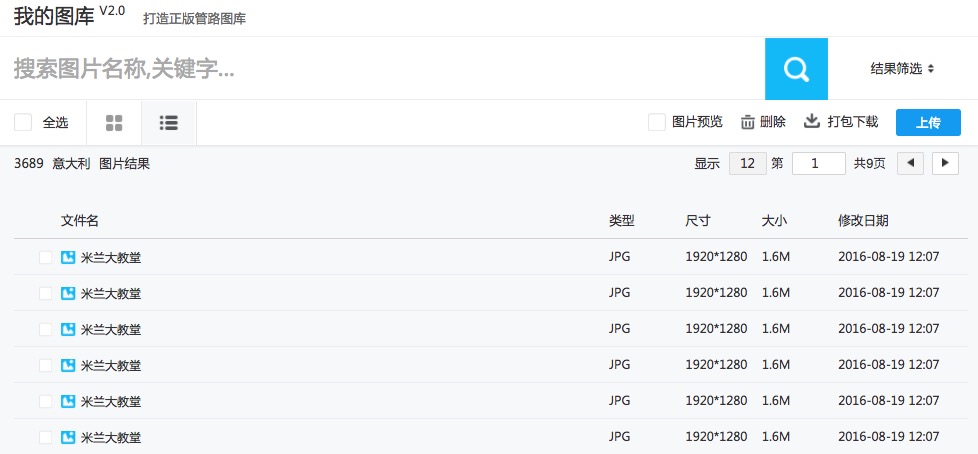 我的图库 V2.0 打造正版管路图库
搜索图片名称,关键字...
结果筛选
全选 图片预览 删除 打包下载 上传
3689 意大利 图片结果 显示 12 第 1 共9页
文件名 类型 尺寸 大小 修改日期
米兰大教堂 JPG 1920*1280 1.6M 2016-08-19 12:07
米兰大教堂 JPG 1920*1280 1.6M 2016-08-19 12:07
米兰大教堂 JPG 1920*1280 1.6M 2016-08-19 12:07
米兰大教堂 JPG 1920*1280 1.6M 2016-08-19 12:07
米兰大教堂 JPG 1920*1280 1.6M 2016-08-19 12:07
米兰大教堂 JPG 1920*1280 1.6M 2016-08-19 12:07